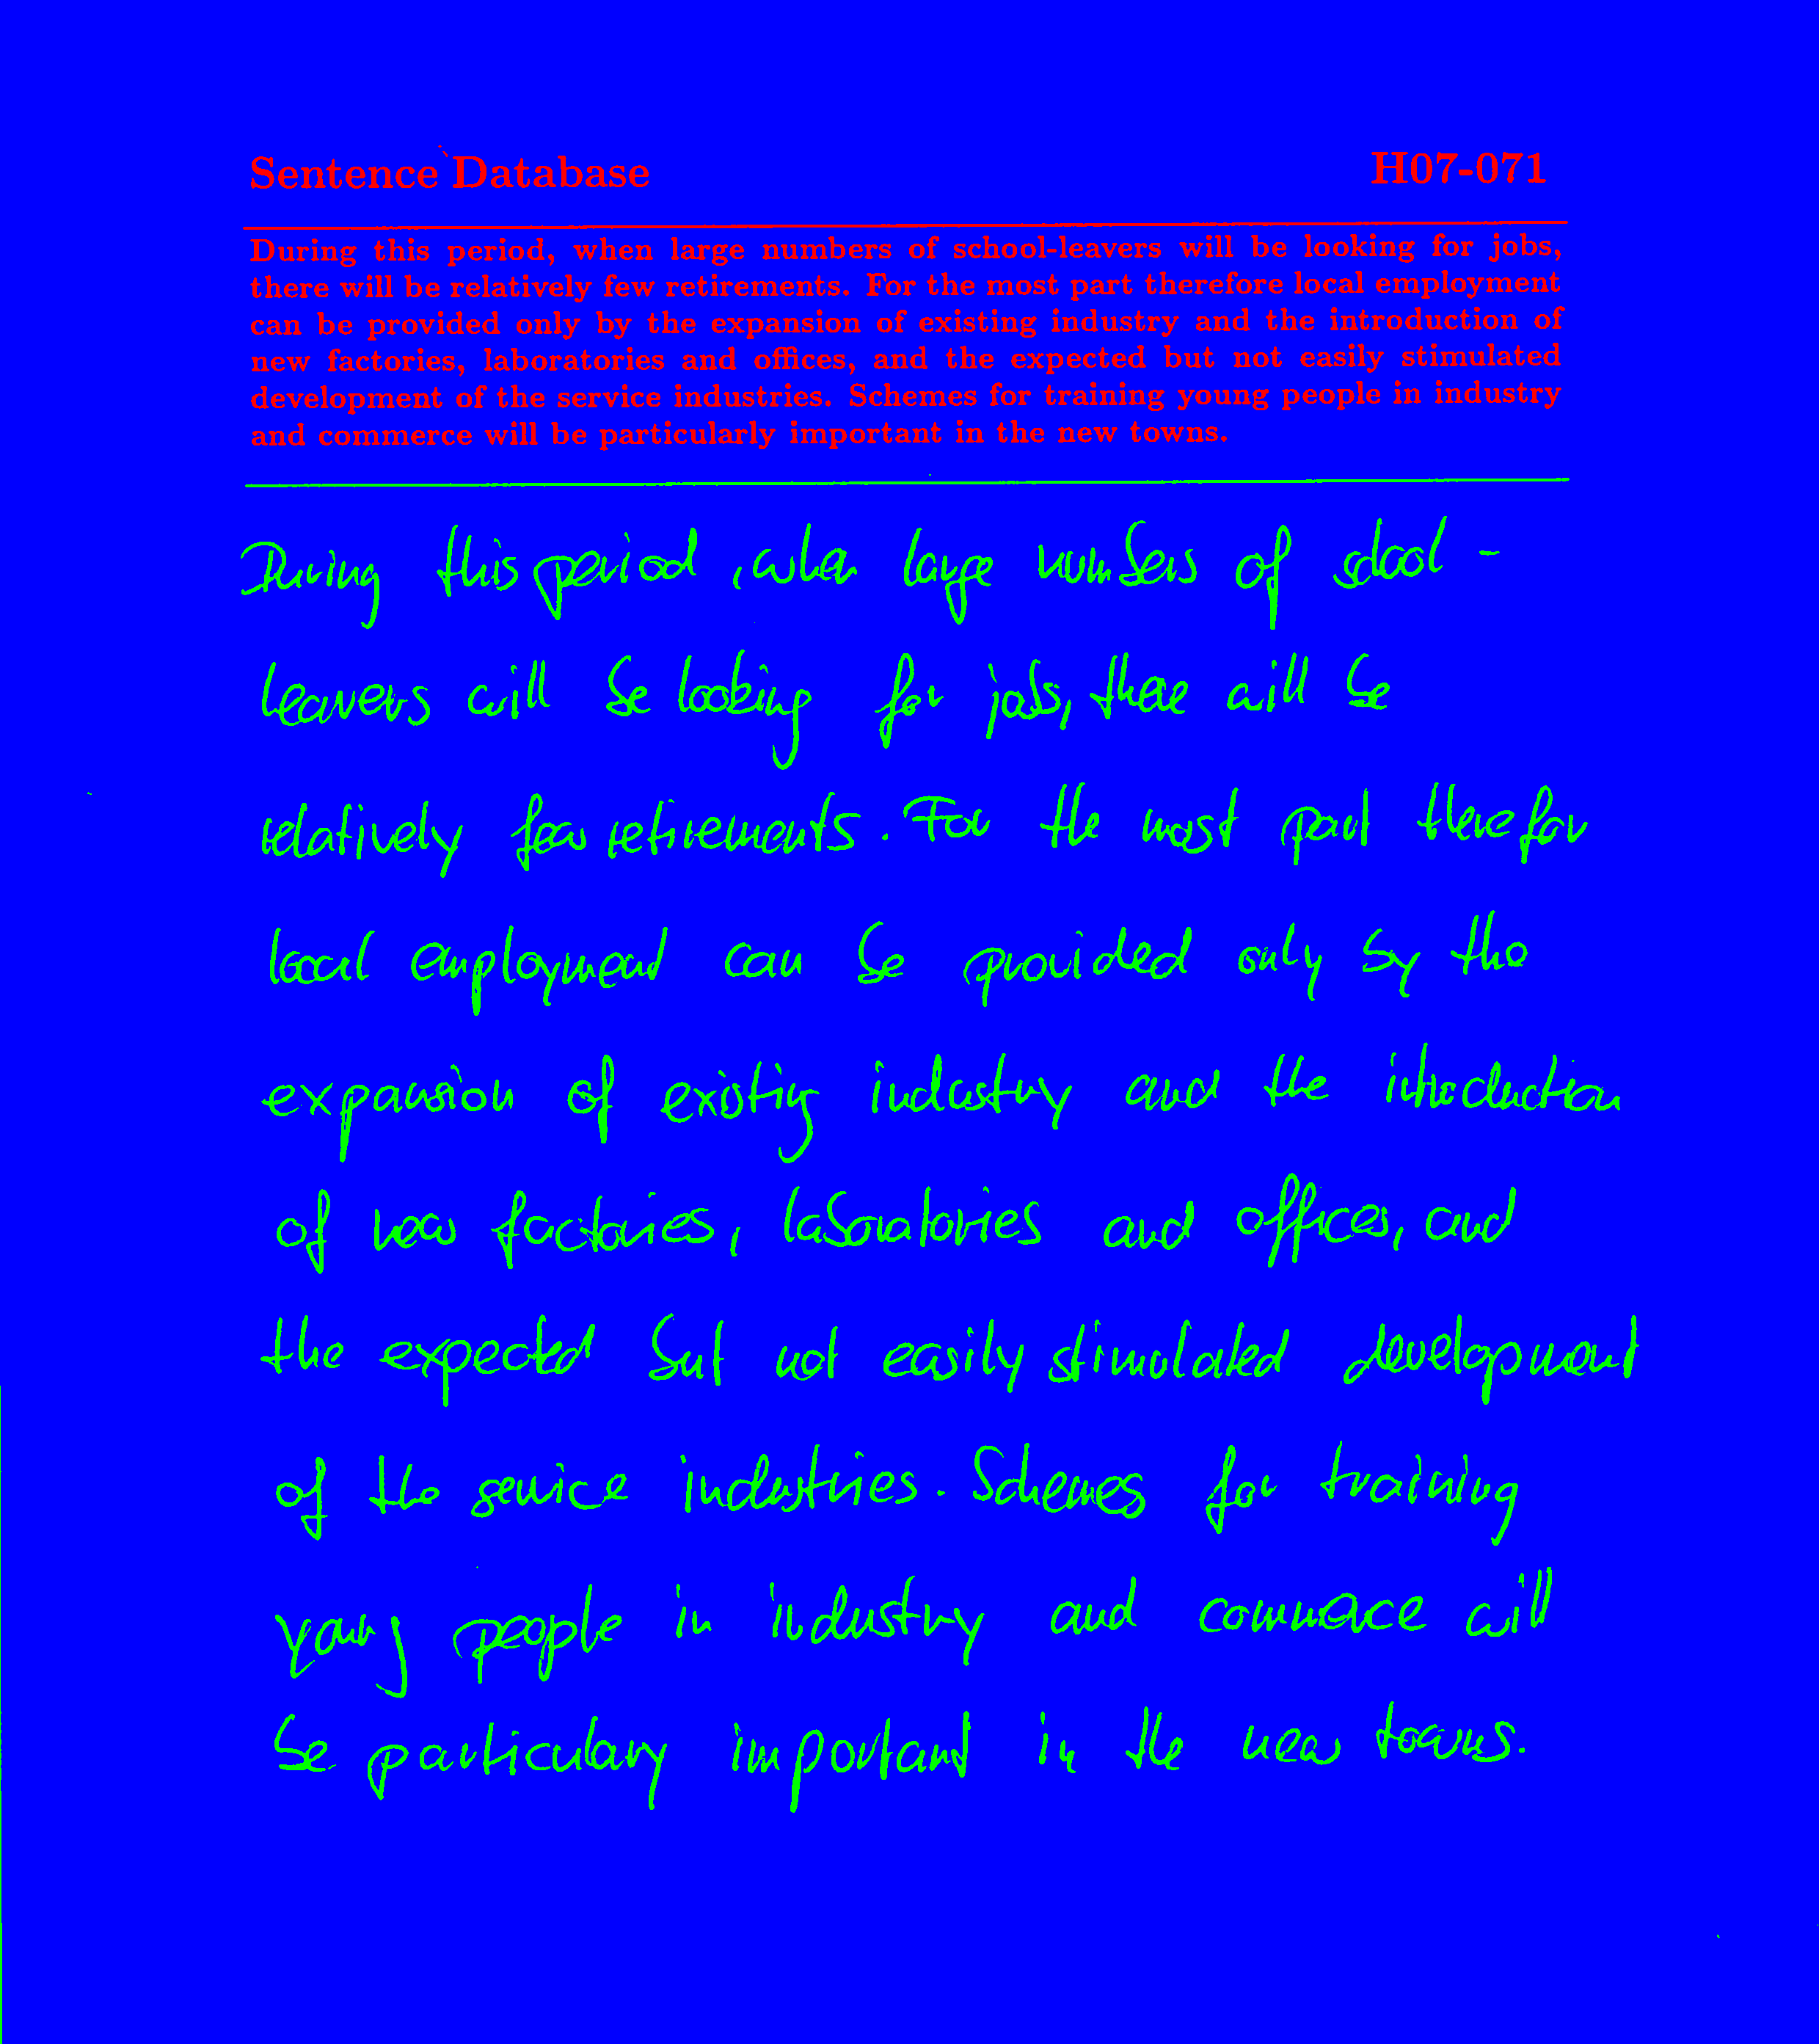 Sentence Database H07-071
During this period, when large numbers of school-leavers will be looking for jobs,
there will be relatively few retirements. For the most part therefore local employment
can be provided only by the expansion of existing industry and the introduction of
new factories, laboratories and offices, and the expected but not easily stimulated
development of the service industries. Schemes for training young people in industry
and commerce will be particularly important in the new towns.
During this period, when large numbers of school -
leavers will be looking for jobs, there will be
relatively few retirements. For the most part therefor
local employment can be provided only by the
expansion of existing industry and the introduction
of new factories, laboratories and offices, and
the expected but not easily stimulated development
of the service industries. Schemes for training
young people in industry and commerce will
be particulary important in the new towns.